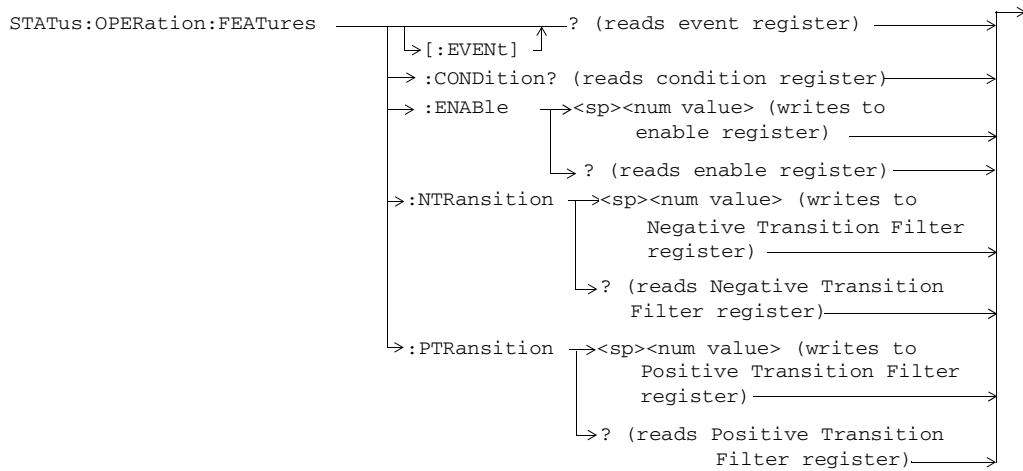 STATus:OPERation:FEATures
? (reads event register)
[:EVENt]
:CONDition? (reads condition register)
:ENABle
<sp><num value> (writes to
enable register)
? (reads enable register)
:NTRansition
<sp><num value> (writes to
Negative Transition Filter
register)
? (reads Negative Transition
Filter register)
:PTRansition
<sp><num value> (writes to
Positive Transition Filter
register)
? (reads Positive Transition
Filter register)